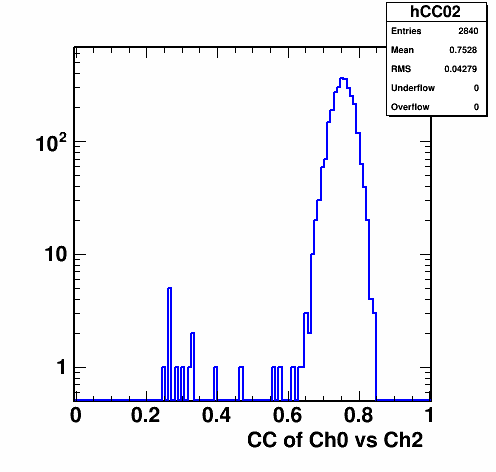 hCC02
Entries 2840
Mean 0.7528
RMS 0.04279
Underflow 0
Overflow 0
10²
10
1
0 0.2 0.4 0.6 0.8 1
CC of Ch0 vs Ch2